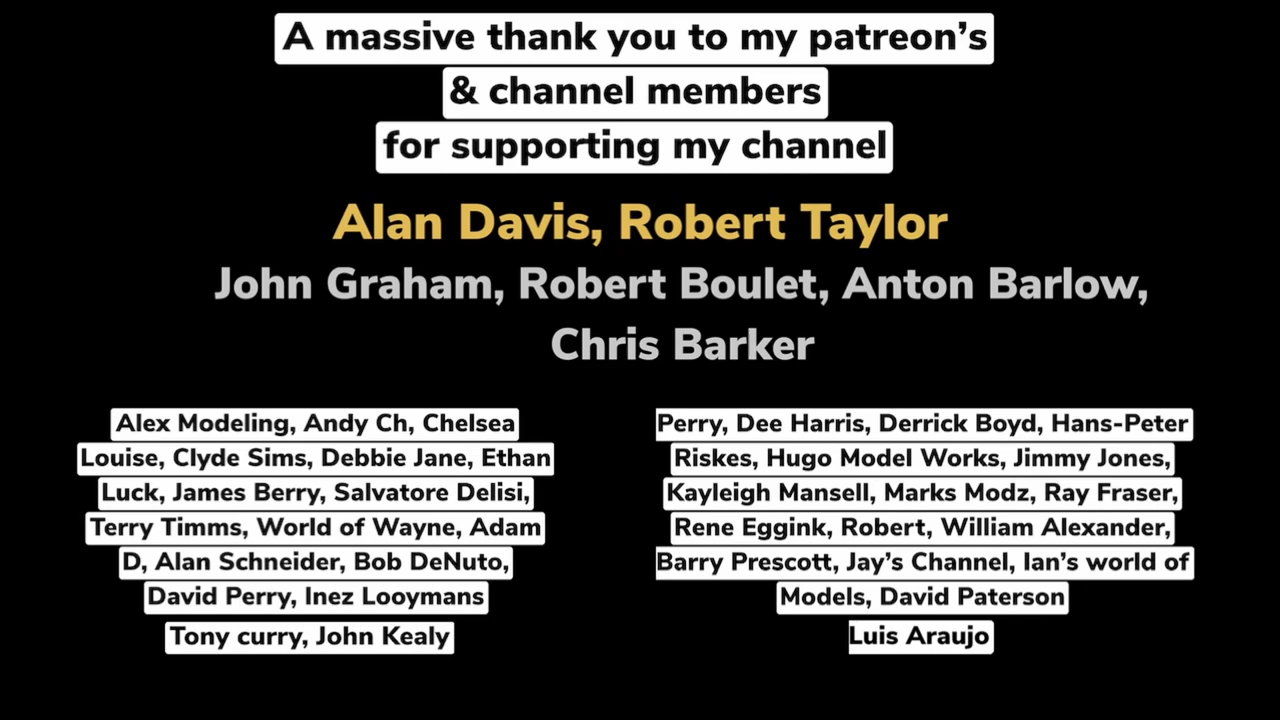 A massive thank you to my patreon’s
& channel members
for supporting my channel
Alan Davis, Robert Taylor
John Graham, Robert Boulet, Anton Barlow,
Chris Barker
Alex Modeling, Andy Ch, Chelsea
Louise, Clyde Sims, Debbie Jane, Ethan
Luck, James Berry, Salvatore Delisi,
Terry Timms, World of Wayne, Adam
D, Alan Schneider, Bob DeNuto,
David Perry, Inez Looymans
Tony curry, John Kealy
Perry, Dee Harris, Derrick Boyd, Hans-Peter
Riskes, Hugo Model Works, Jimmy Jones,
Kayleigh Mansell, Marks Modz, Ray Fraser,
Rene Eggink, Robert, William Alexander,
Barry Prescott, Jay’s Channel, Ian’s world of
Models, David Paterson
Luis Araujo